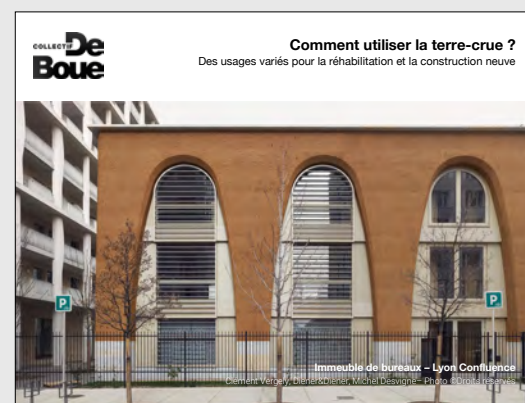 COLLECTIF
De
Boue
Comment utiliser la terre-crue ?
Des usages variés pour la réhabilitation et la construction neuve
P
P
Immeuble de bureaux – Lyon Confluence
Clément Vergély, Diener&Diener, Michel Desvigne – Photo ©Droits réservés